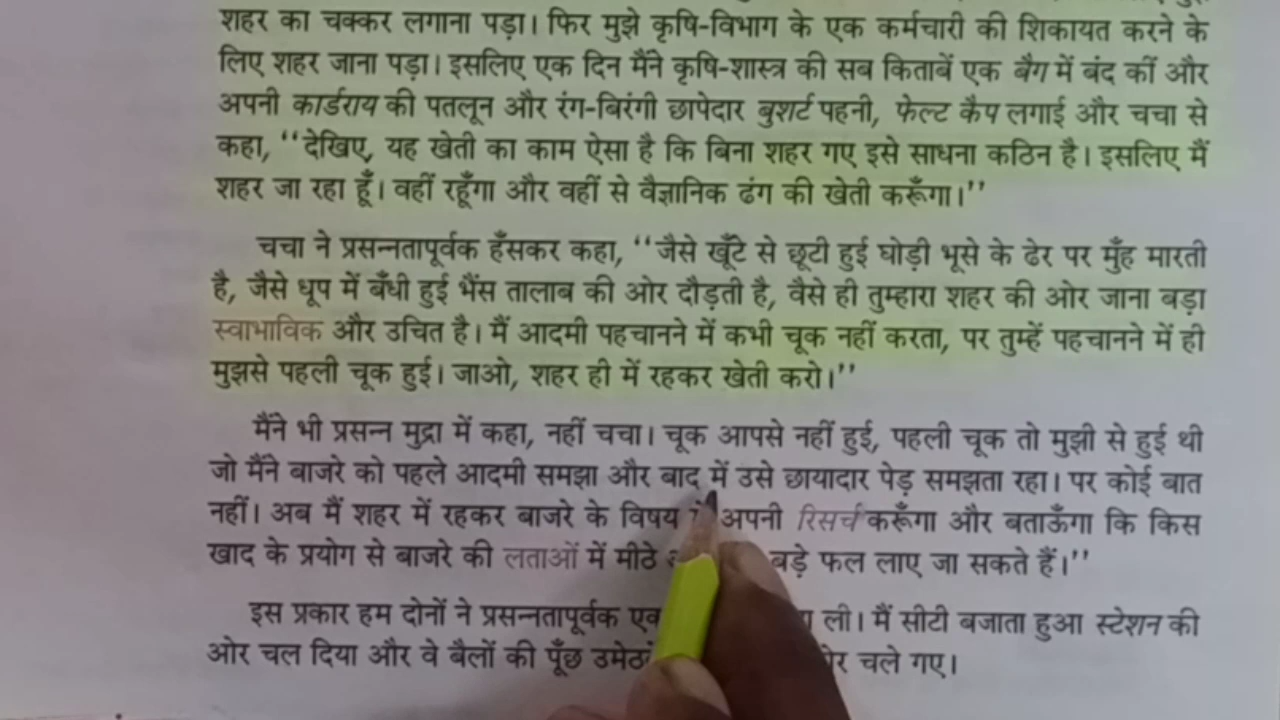 शहर का चक्कर लगाना पड़ा। फिर मुझे कृषि-विभाग के एक कर्मचारी की शिकायत करने के
लिए शहर जाना पड़ा। इसलिए एक दिन मैंने कृषि-शास्त्र की सब किताबें एक बैग में बंद कीं और
अपनी कार्डराय की पतलून और रंग-बिरंगी छापेदार बुशर्ट पहनी, फेल्ट कैप लगाई और चचा से
कहा, ‘‘देखिए, यह खेती का काम ऐसा है कि बिना शहर गए इसे साधना कठिन है। इसलिए मैं
शहर जा रहा हूँ। वहीं रहूँगा और वहीं से वैज्ञानिक ढंग की खेती करूँगा।’’
चचा ने प्रसन्नतापूर्वक हँसकर कहा, ‘‘जैसे खूँटे से छूटी हुई घोड़ी भूसे के ढेर पर मुँह मारती
है, जैसे धूप में बँधी हुई भैंस तालाब की ओर दौड़ती है, वैसे ही तुम्हारा शहर की ओर जाना बड़ा
स्वाभाविक और उचित है। मैं आदमी पहचानने में कभी चूक नहीं करता, पर तुम्हें पहचानने में ही
मुझसे पहली चूक हुई। जाओ, शहर ही में रहकर खेती करो।’’
मैंने भी प्रसन्न मुद्रा में कहा, नहीं चचा। चूक आपसे नहीं हुई, पहली चूक तो मुझी से हुई थी
जो मैंने बाजरे को पहले आदमी समझा और बाद में उसे छायादार पेड़ समझता रहा। पर कोई बात
नहीं। अब मैं शहर में रहकर बाजरे के विषय अपनी रिसर्च करूँगा और बताऊँगा कि किस
खाद के प्रयोग से बाजरे की लताओं में मीठे बड़े फल लाए जा सकते हैं।’’
इस प्रकार हम दोनों ने प्रसन्नतापूर्वक ली। मैं सीटी बजाता हुआ स्टेशन की
ओर चल दिया और वे बैलों की पूँछ चले गए।